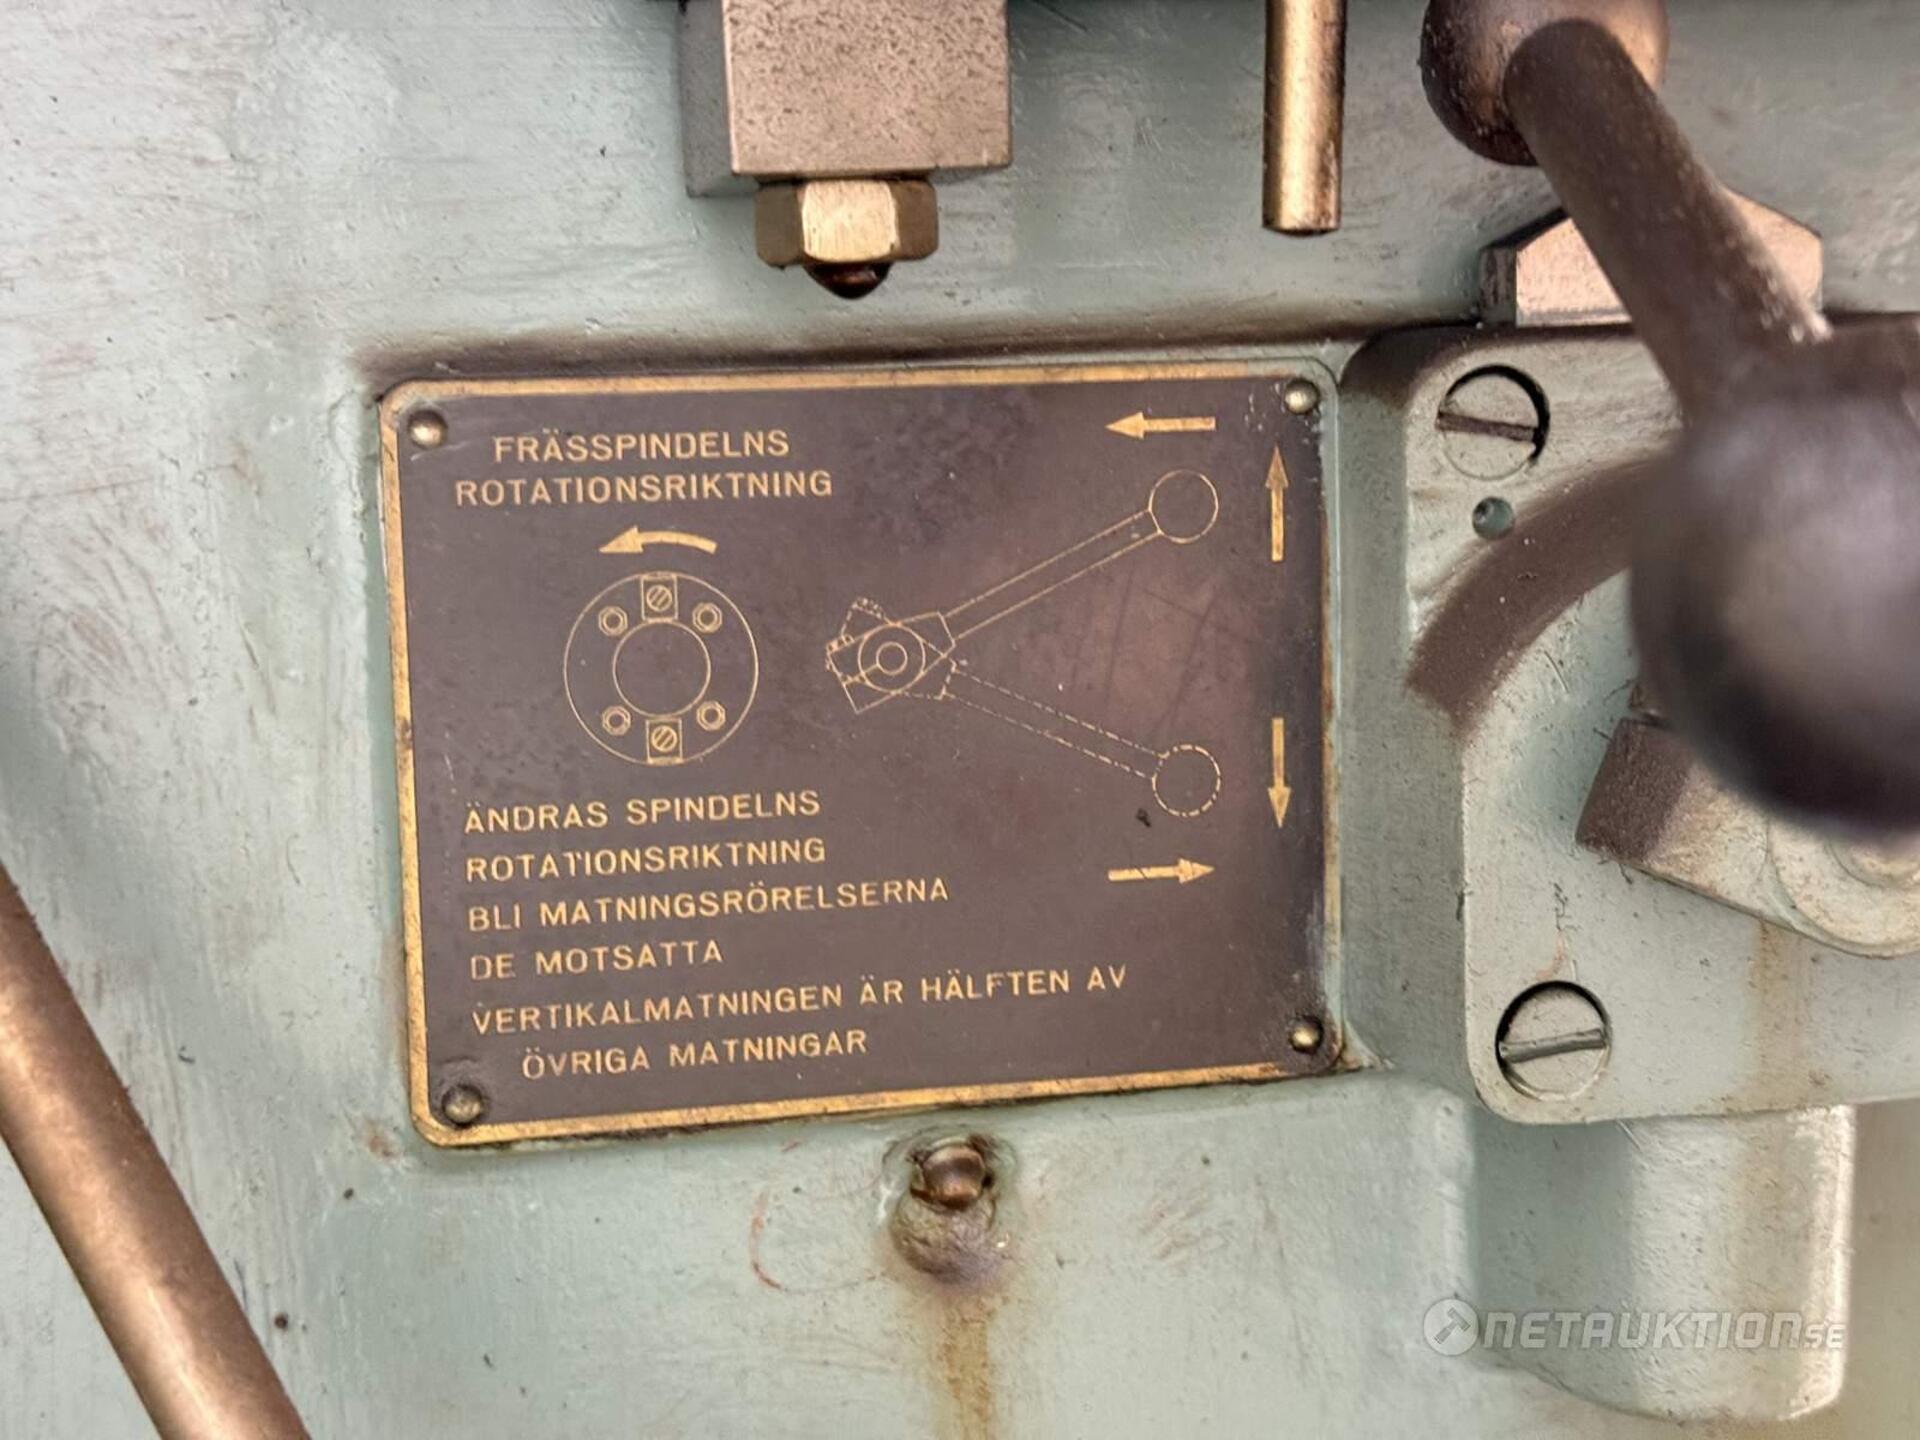 FRÄSSPINDELNS
ROTATIONSRIKTNING
ÄNDRAS SPINDELNS
ROTATIONSRIKTNING
BLI MATNINGSRÖRELSERNA
DE MOTSATTA
VERTIKALMATNINGEN ÄR HÄLFTEN AV
ÖVRIGA MATNINGAR
NETAUKTION.SE